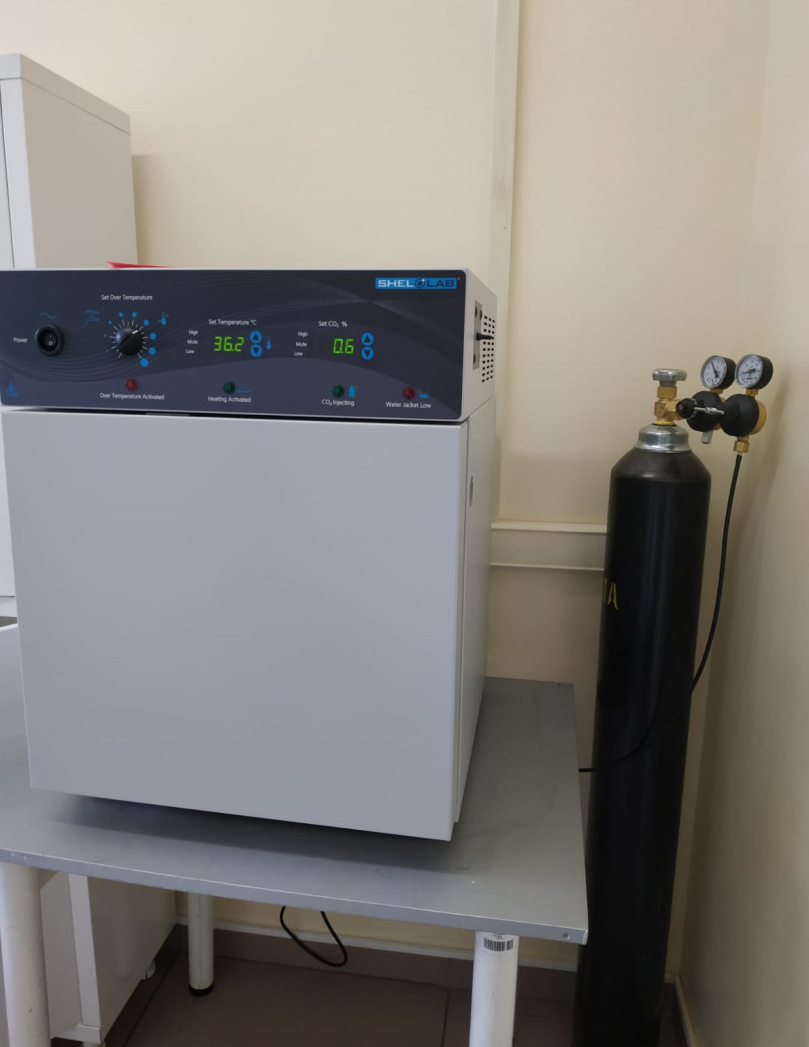 SHEL LAB
Set Over Temperature
Power
Set Temperature °C
High
Mute
Low
36.2
Set CO₂ %
High
Mute
Low
0.6
Over Temperature Activated
Heating Activated
CO₂ Injecting
Water Jacket Low